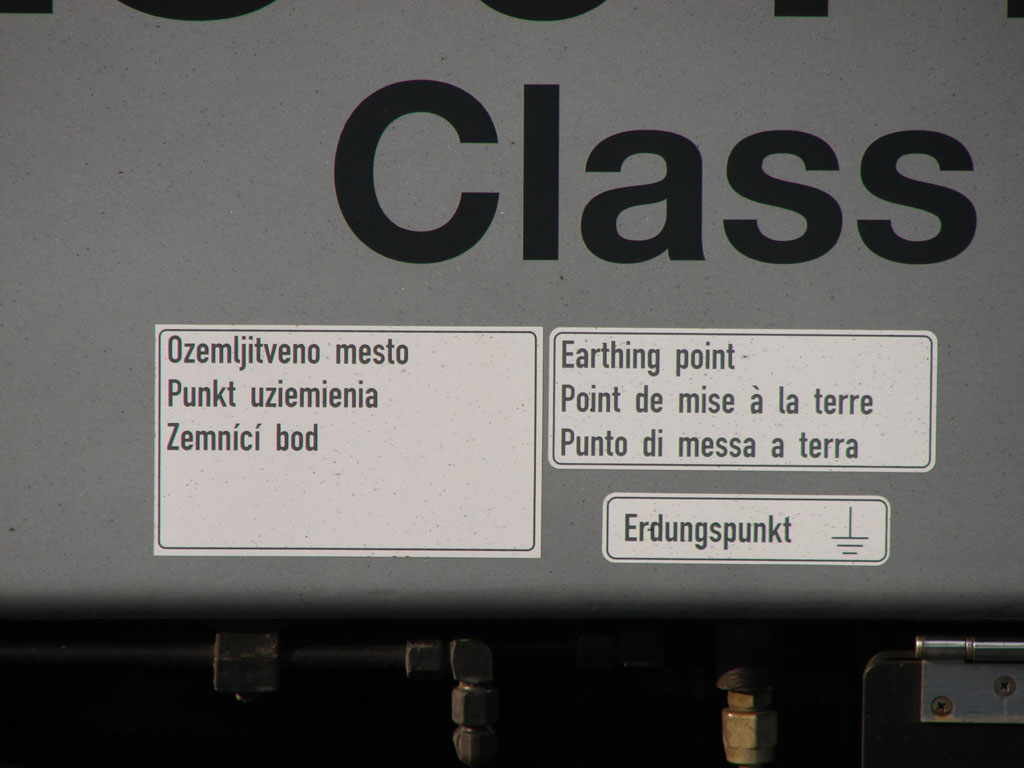 Class
Ozemljitveno mesto
Punkt uziemienia
Zemnící bod
Earthing point
Point de mise à la terre
Punto di messa a terra
Erdungspunkt